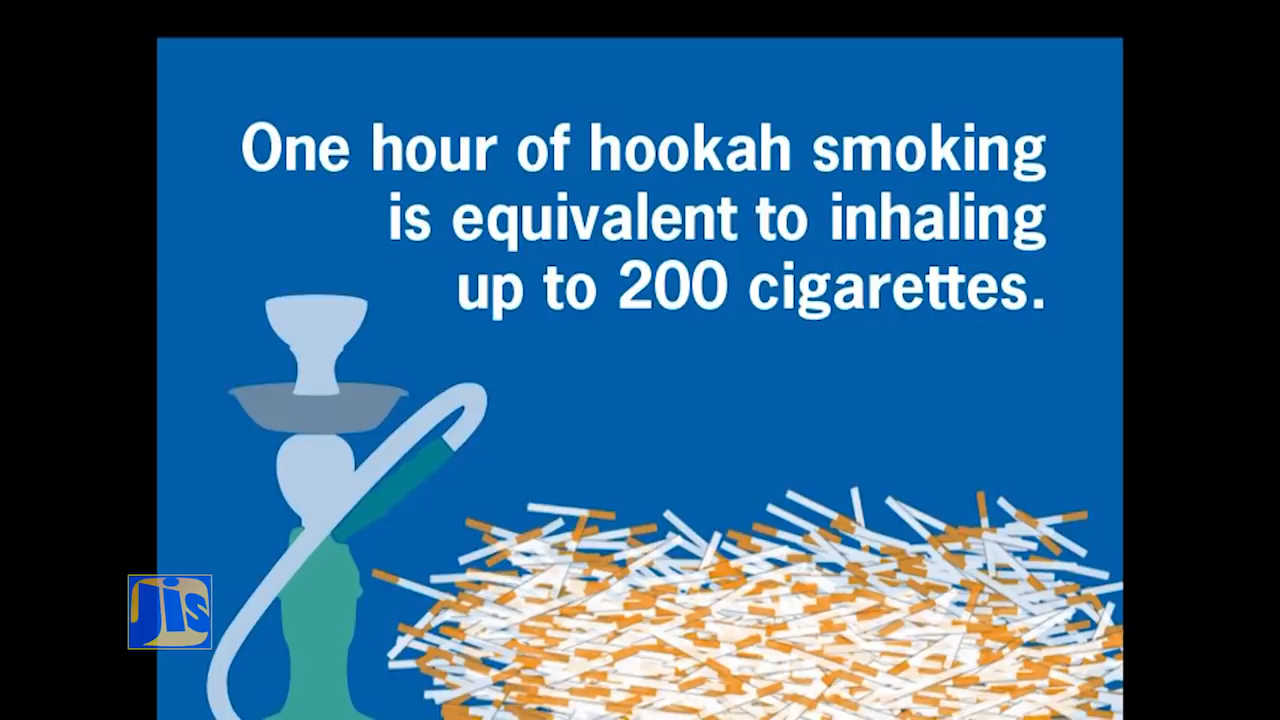 One hour of hookah smoking
is equivalent to inhaling
up to 200 cigarettes.
JIS